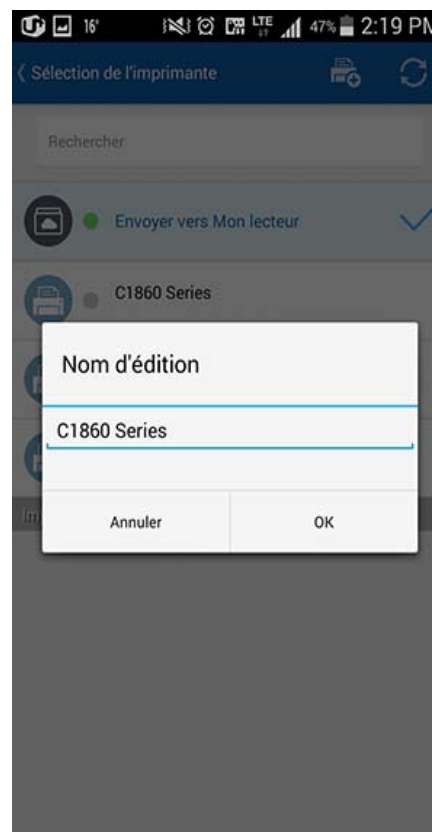 16° LTE 47% 2:19 PM
Sélection de l'imprimante
Rechercher
Envoyer vers Mon lecteur
C1860 Series
Nom d'édition
C1860 Series
Annuler OK